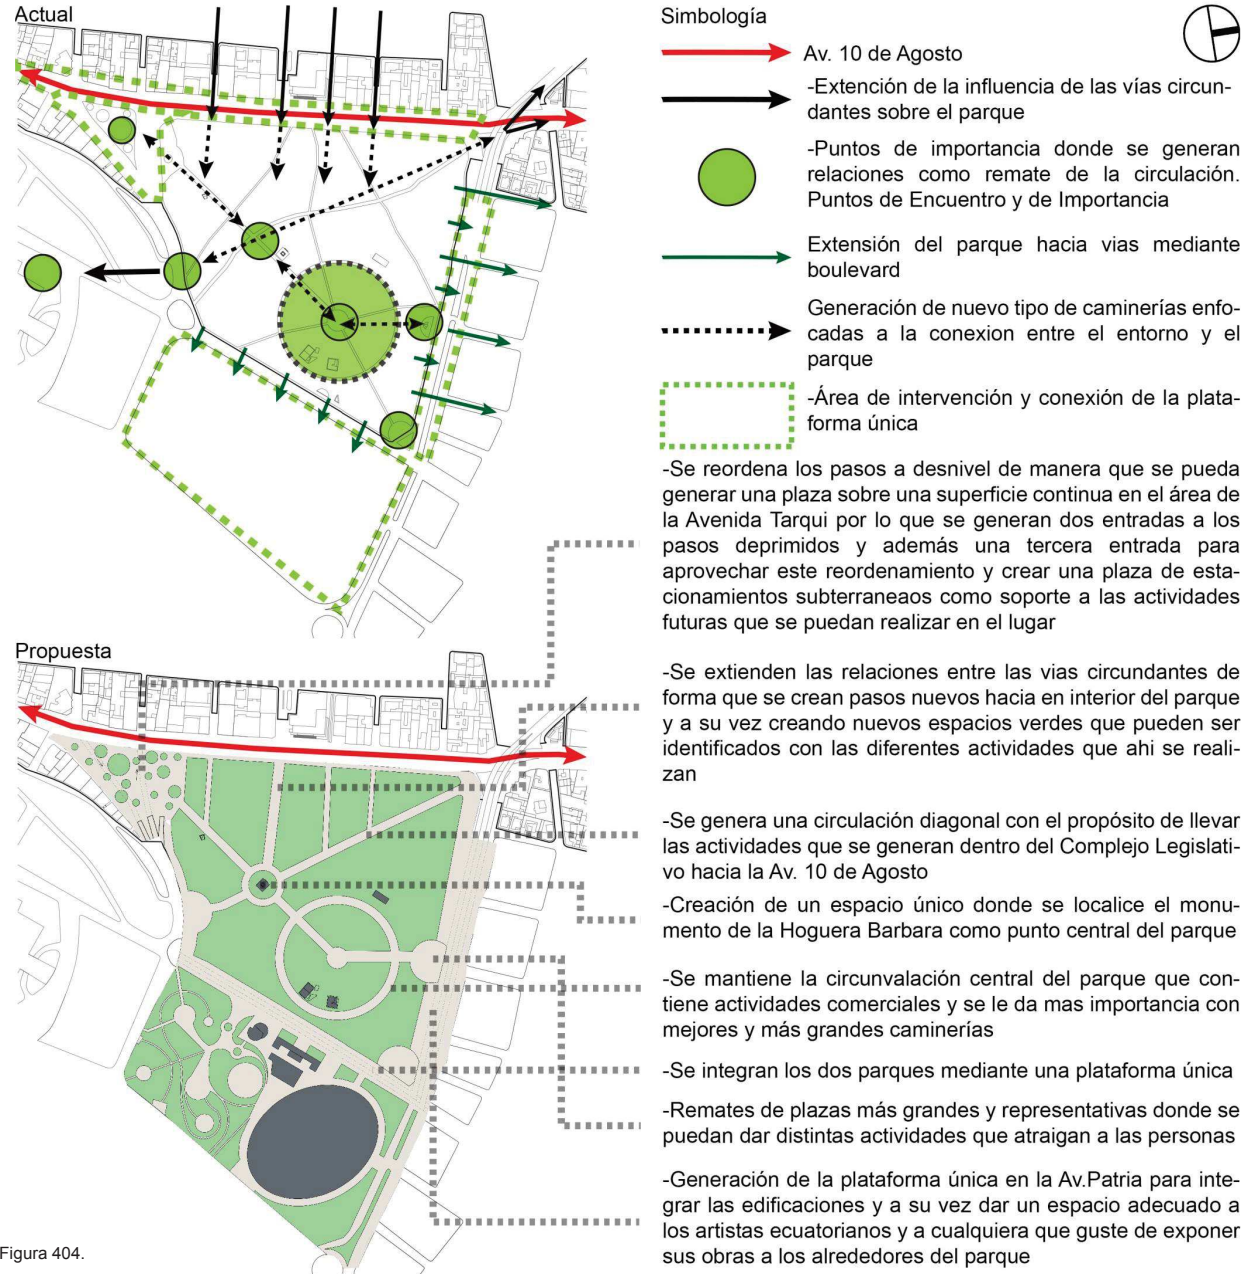 Actual
Simbología
Av. 10 de Agosto
-Extención de la influencia de las vías circun-
dantes sobre el parque
-Puntos de importancia donde se generan
relaciones como remate de la circulación.
Puntos de Encuentro y de Importancia
Extensión del parque hacia vias mediante
boulevard
Generación de nuevo tipo de caminerías enfo-
cadas a la conexion entre el entorno y el
parque
-Área de intervención y conexión de la plata-
forma única
-Se reordena los pasos a desnivel de manera que se pueda
generar una plaza sobre una superficie continua en el área de
la Avenida Tarqui por lo que se generan dos entradas a los
pasos deprimidos y además una tercera entrada para
aprovechar este reordenamiento y crear una plaza de esta-
cionamientos subterraneaos como soporte a las actividades
futuras que se puedan realizar en el lugar
Propuesta
-Se extienden las relaciones entre las vias circundantes de
forma que se crean pasos nuevos hacia en interior del parque
y a su vez creando nuevos espacios verdes que pueden ser
identificados con las diferentes actividades que ahi se reali-
zan
-Se genera una circulación diagonal con el propósito de llevar
las actividades que se generan dentro del Complejo Legislati-
vo hacia la Av. 10 de Agosto
-Creación de un espacio único donde se localice el monu-
mento de la Hoguera Barbara como punto central del parque
-Se mantiene la circunvalación central del parque que con-
tiene actividades comerciales y se le da mas importancia con
mejores y más grandes caminerías
-Se integran los dos parques mediante una plataforma única
-Remates de plazas más grandes y representativas donde se
puedan dar distintas actividades que atraigan a las personas
-Generación de la plataforma única en la Av.Patria para inte-
grar las edificaciones y a su vez dar un espacio adecuado a
los artistas ecuatorianos y a cualquiera que guste de exponer
sus obras a los alrededores del parque
Figura 404.